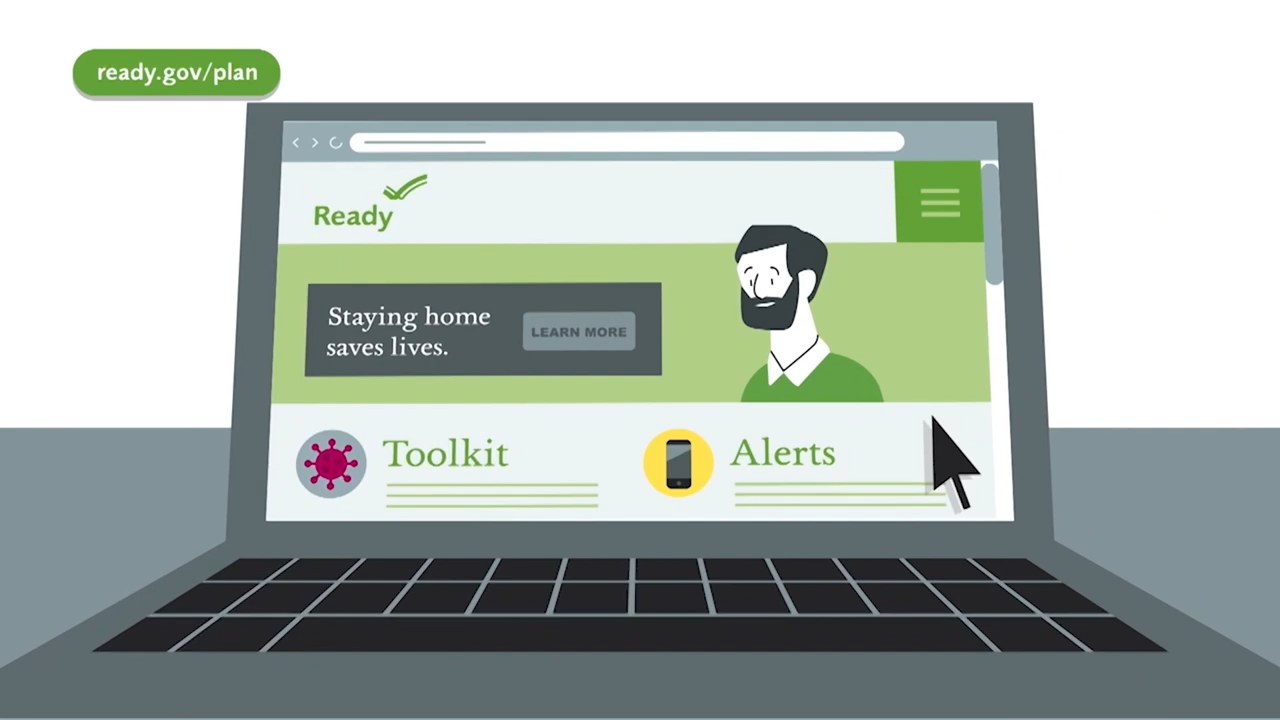 ready.gov/plan
Ready
Staying home
saves lives.
LEARN MORE
Toolkit
Alerts